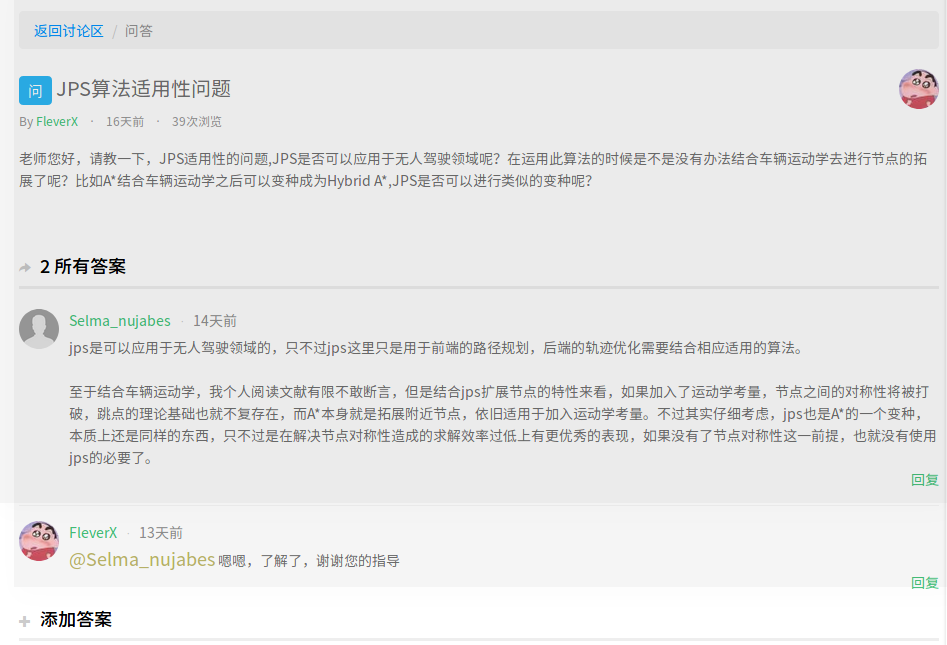 返回讨论区 / 问答
问 JPS算法适用性问题
By FleverX · 16天前 · 39次浏览
老师您好，请教一下，JPS适用性的问题,JPS是否可以应用于无人驾驶领域呢？在运用此算法的时候是不是没有办法结合车辆运动学去进行节点的拓
展了呢？比如A*结合车辆运动学之后可以变种成为Hybrid A*,JPS是否可以进行类似的变种呢？
2 所有答案
Selma_nujabes · 14天前
jps是可以应用于无人驾驶领域的，只不过jps这里只是用于前端的路径规划，后端的轨迹优化需要结合相应适用的算法。
至于结合车辆运动学，我个人阅读文献有限不敢断言，但是结合jps扩展节点的特性来看，如果加入了运动学考量，节点之间的对称性将被打
破，跳点的理论基础也就不复存在，而A*本身就是拓展附近节点，依旧适用于加入运动学考量。不过其实仔细考虑，jps也是A*的一个变种，
本质上还是同样的东西，只不过是在解决节点对称性造成的求解效率过低上有更优秀的表现，如果没有了节点对称性这一前提，也就没有使用
jps的必要了。
回复
FleverX · 13天前
@Selma_nujabes 嗯嗯，了解了，谢谢您的指导
回复
添加答案